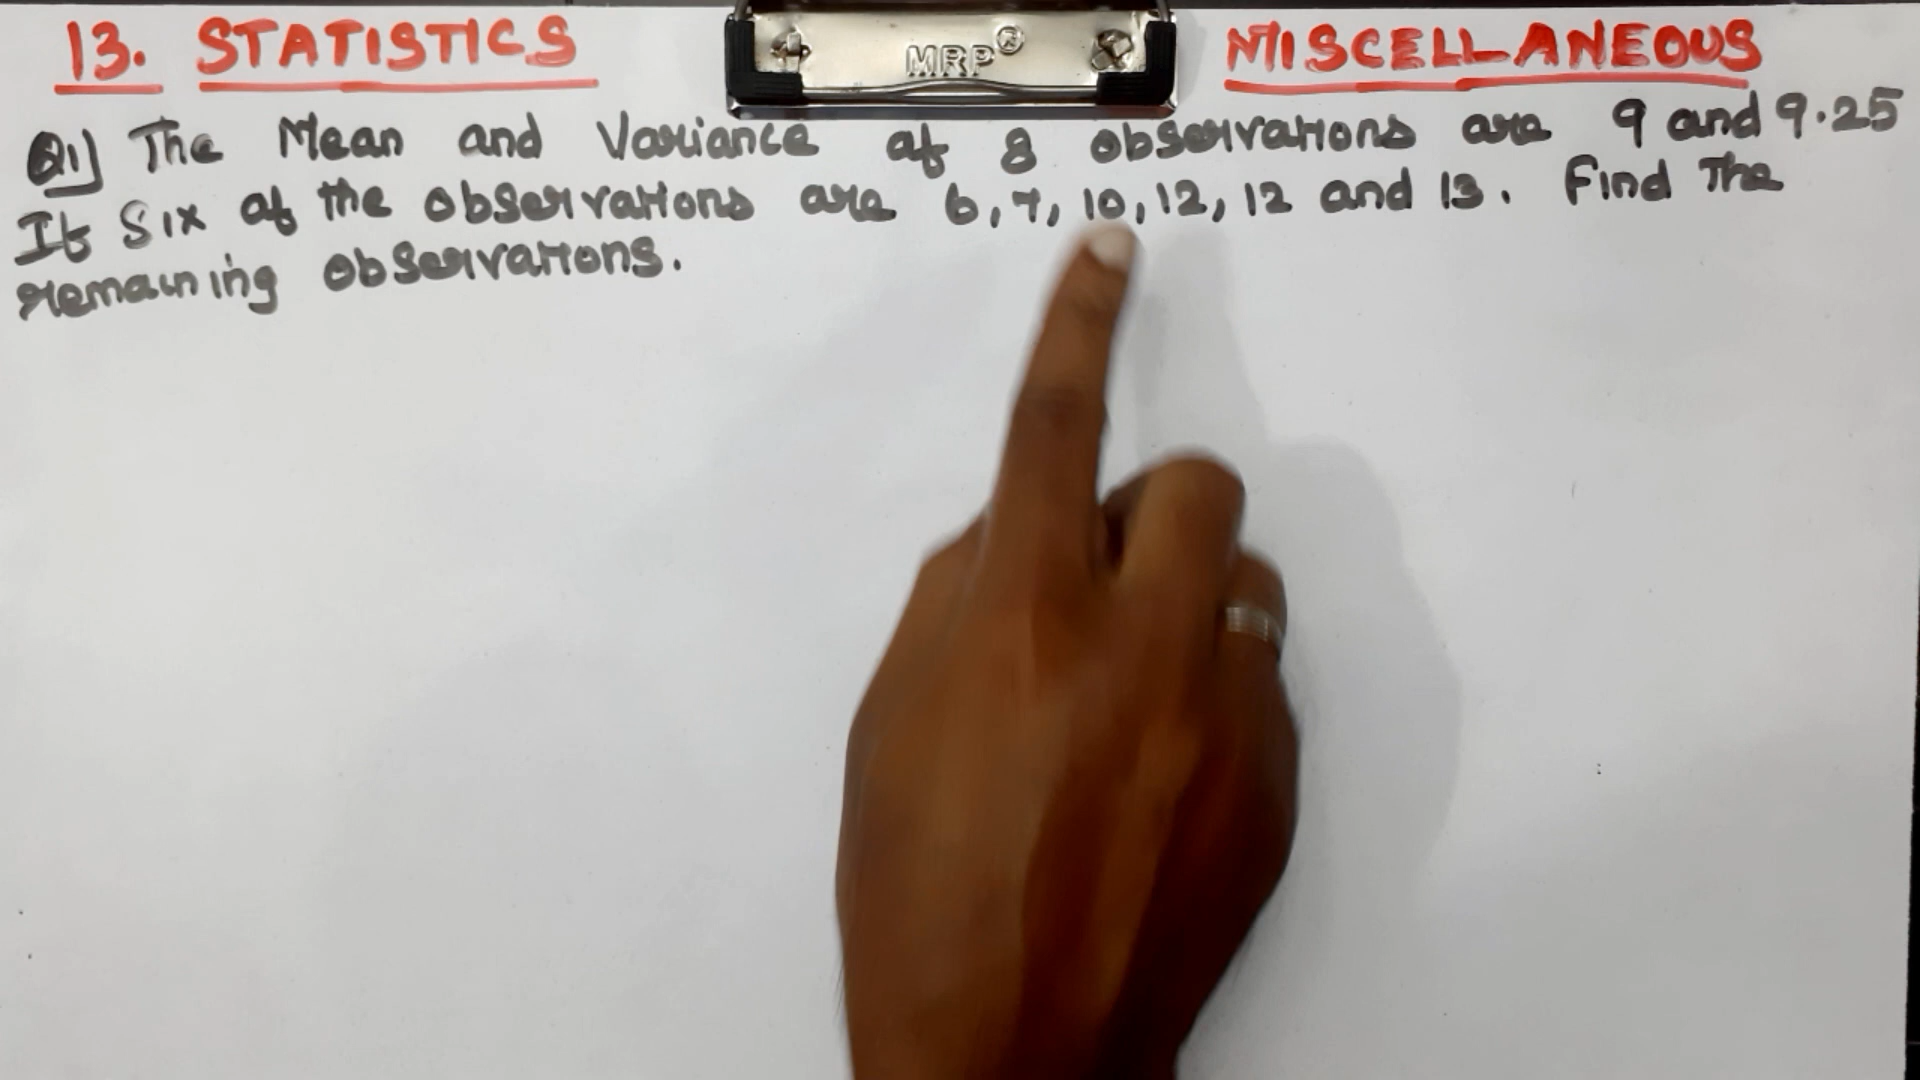 13. STATISTICS
MRP®
MISCELLANEOUS
Q1) The Mean and Variance of 8 observations are 9 and 9.25
If Six of the observations are 6, 7, 10, 12, 12 and 13. Find The
remaining observations.